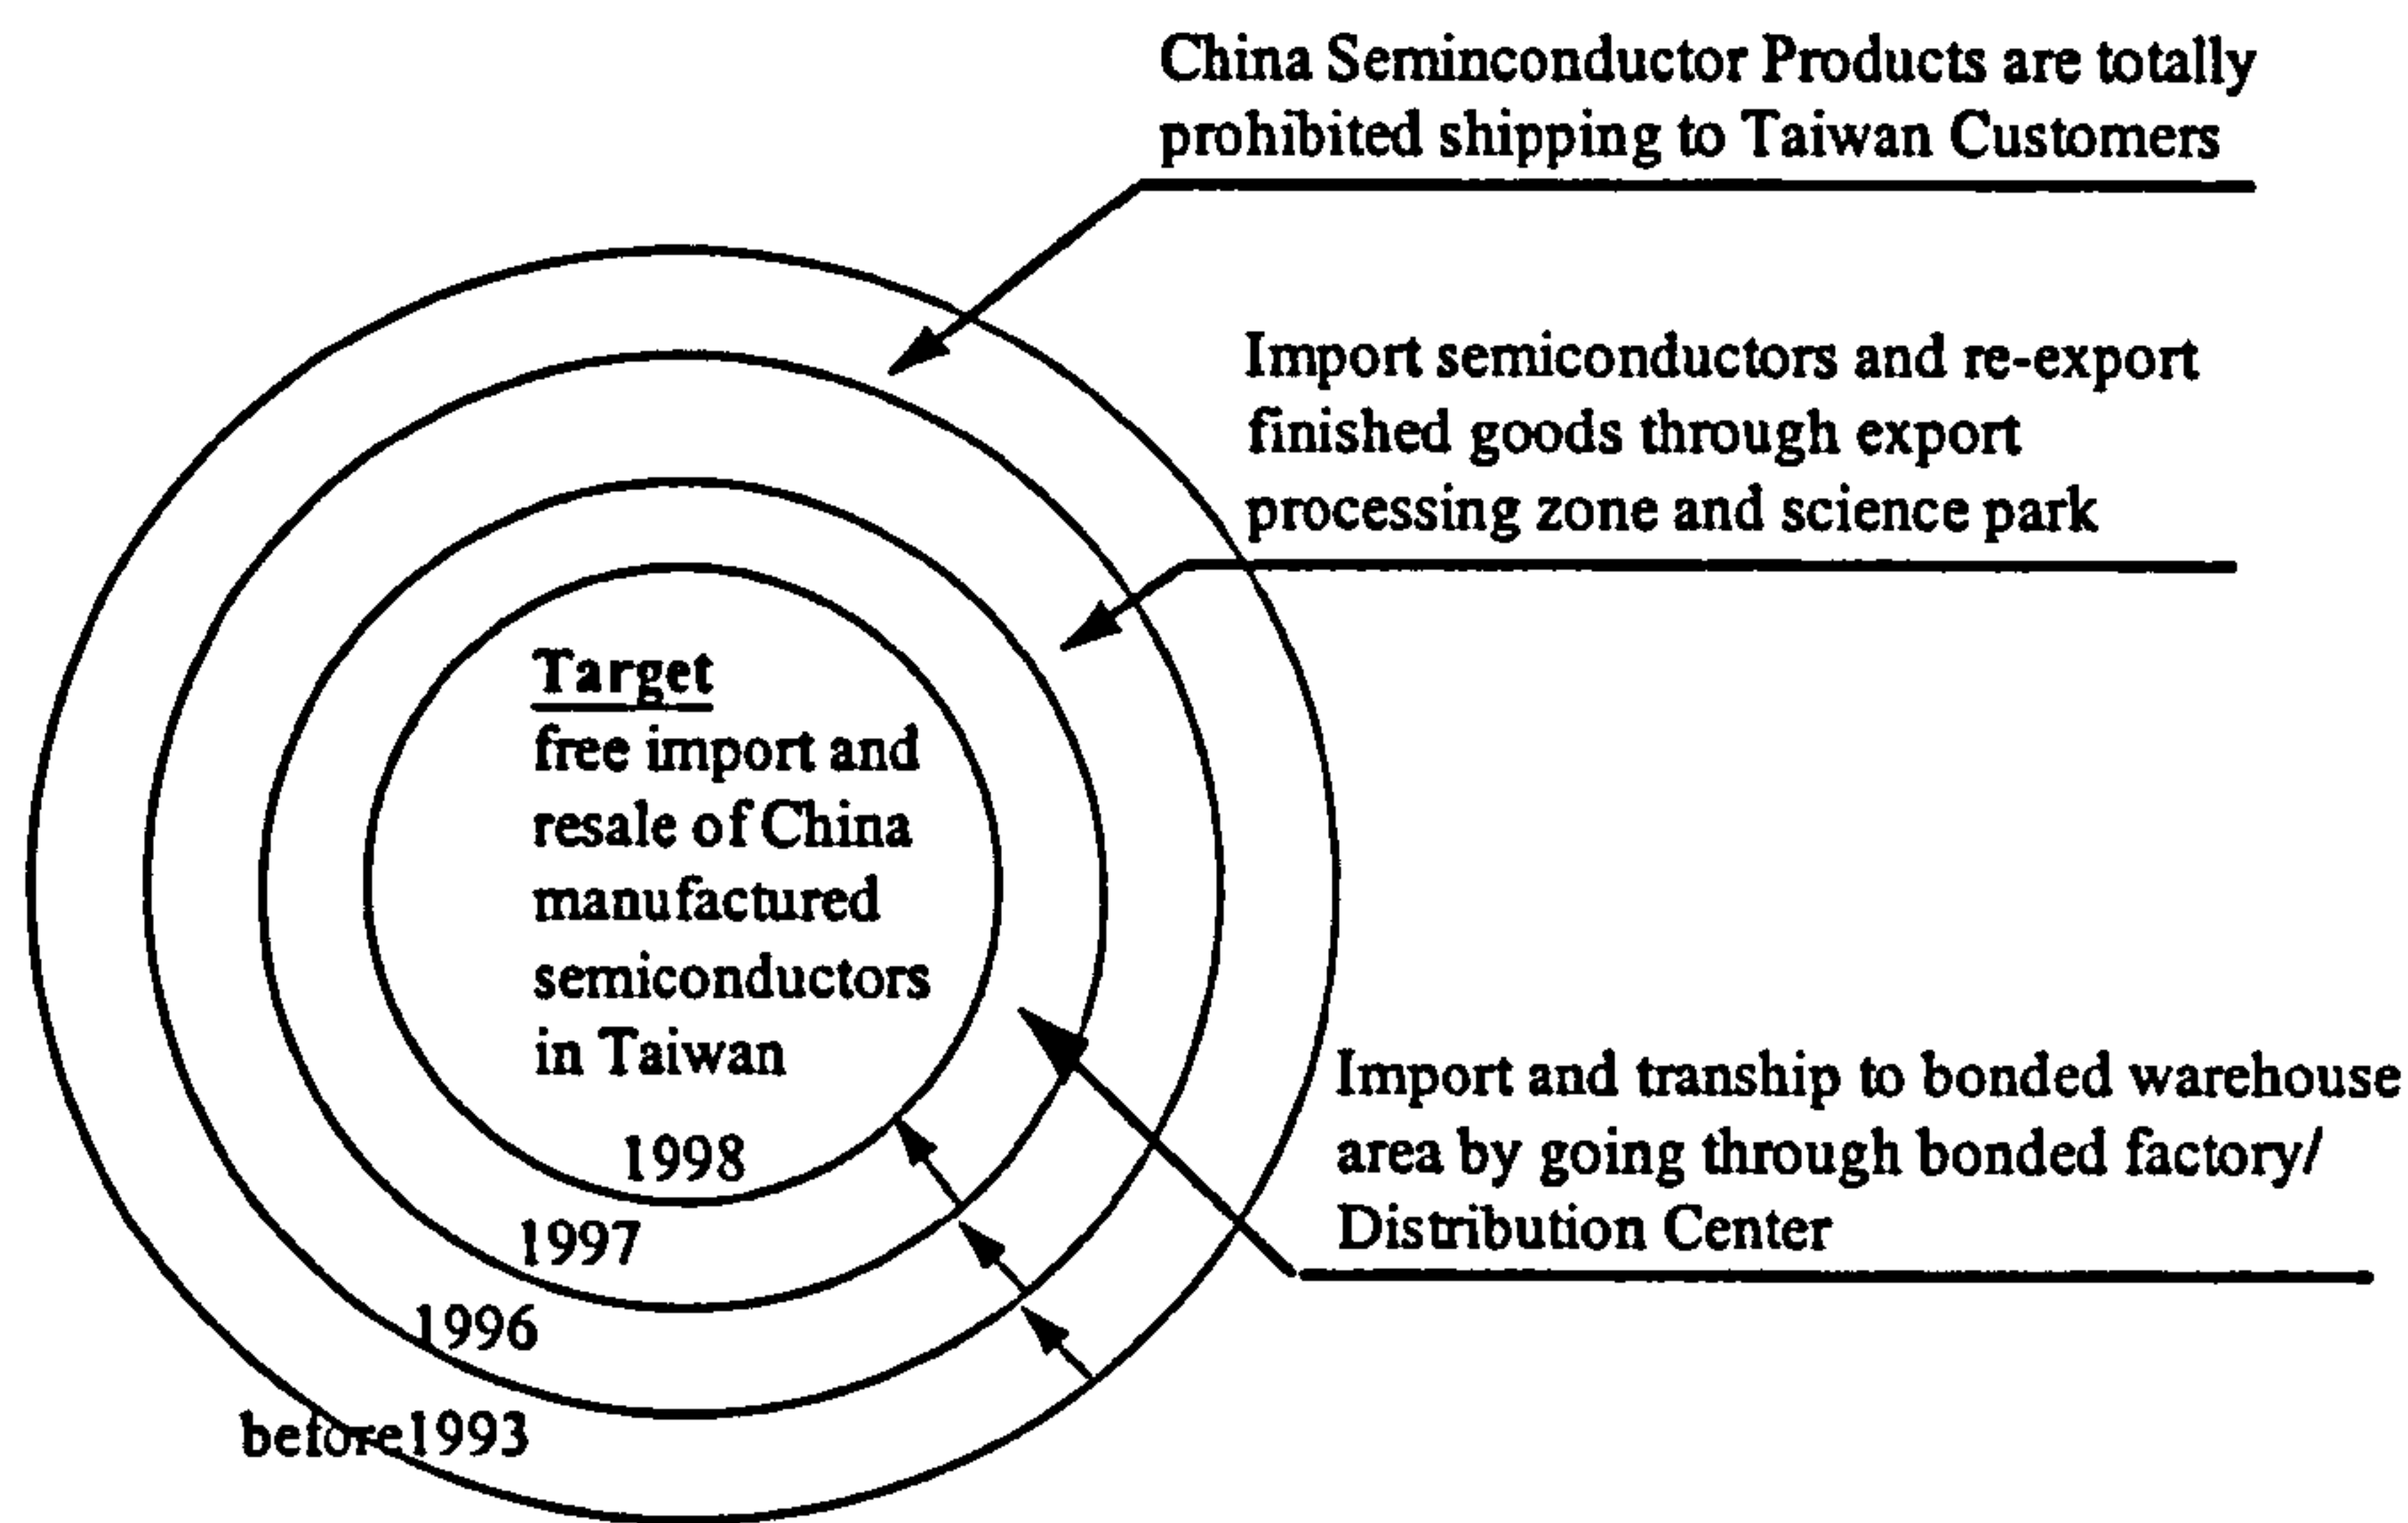 China Seminconductor Products are totally
prohibited shipping to Taiwan Customers
Import semiconductors and re-export
finished goods through export
processing zone and science park
Target
free import and
resale of China
manufactured
semiconductors
in Taiwan
1998
1997
1996
before1993
Import and tranship to bonded warehouse
area by going through bonded factory/
Distribution Center